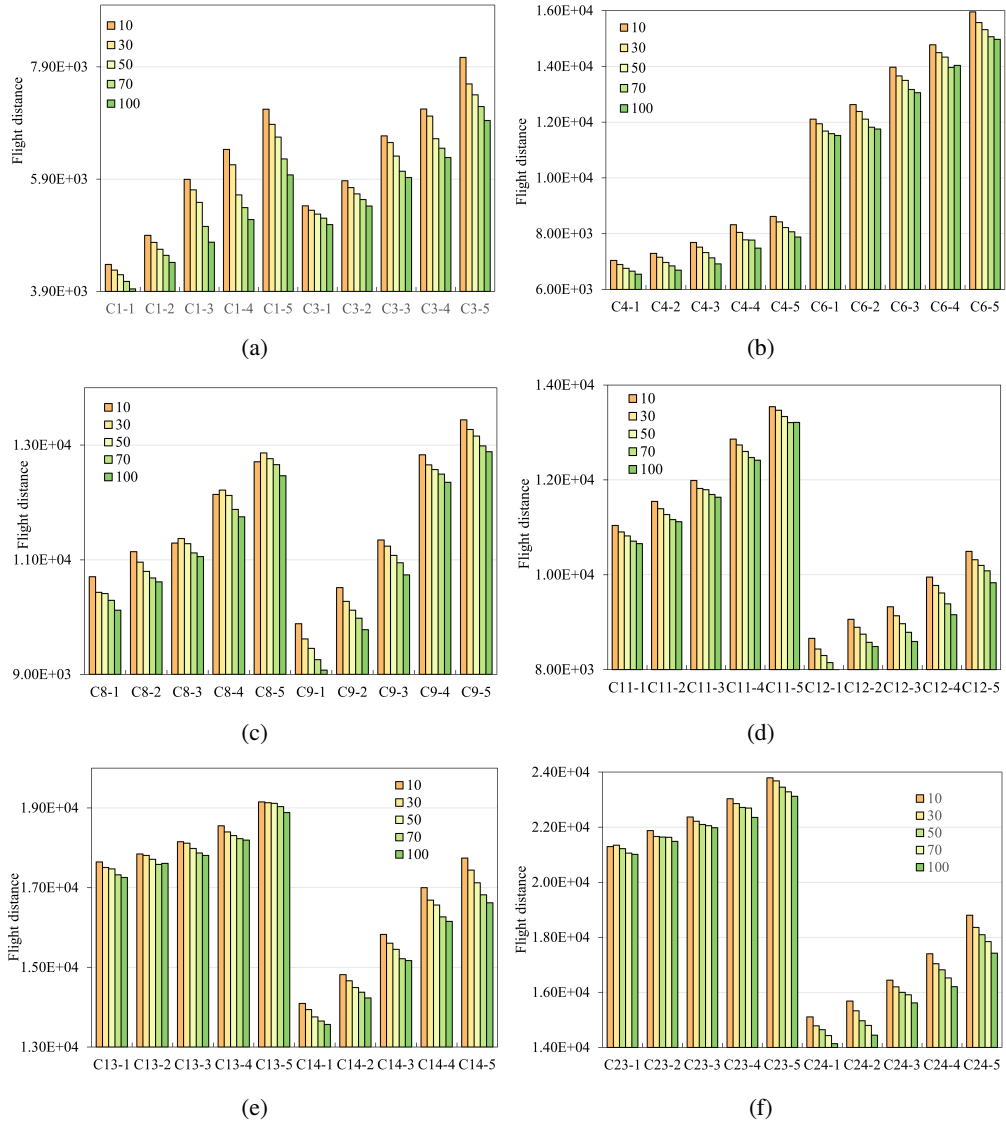 10
30
50
70
100
Flight distance
7.90E+03
5.90E+03
3.90E+03
C1-1 C1-2 C1-3 C1-4 C1-5 C3-1 C3-2 C3-3 C3-4 C3-5
(a)
10
30
50
70
100
Flight distance
1.60E+04
1.40E+04
1.20E+04
1.00E+04
8.00E+03
6.00E+03
C4-1 C4-2 C4-3 C4-4 C4-5 C6-1 C6-2 C6-3 C6-4 C6-5
(b)
10
30
50
70
100
Flight distance
1.30E+04
1.10E+04
9.00E+03
C8-1 C8-2 C8-3 C8-4 C8-5 C9-1 C9-2 C9-3 C9-4 C9-5
(c)
10
30
50
70
100
Flight distance
1.40E+04
1.20E+04
1.00E+04
8.00E+03
C11-1 C11-2 C11-3 C11-4 C11-5 C12-1 C12-2 C12-3 C12-4 C12-5
(d)
10
30
50
70
100
Flight distance
1.90E+04
1.70E+04
1.50E+04
1.30E+04
C13-1 C13-2 C13-3 C13-4 C13-5 C14-1 C14-2 C14-3 C14-4 C14-5
(e)
10
30
50
70
100
Flight distance
2.40E+04
2.20E+04
2.00E+04
1.80E+04
1.60E+04
1.40E+04
C23-1 C23-2 C23-3 C23-4 C23-5 C24-1 C24-2 C24-3 C24-4 C24-5
(f)